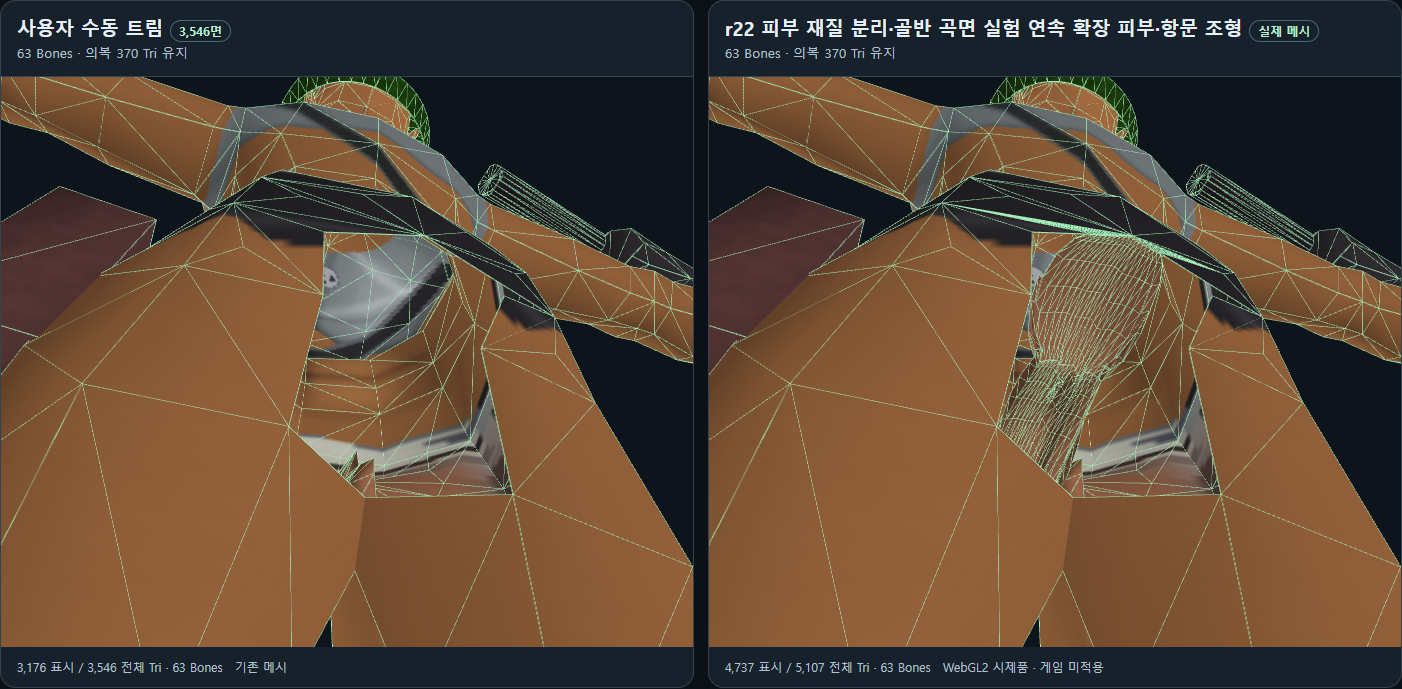 사용자 수동 트림 3,546면
63 Bones · 의복 370 Tri 유지
3,176 표시 / 3,546 전체 Tri · 63 Bones 기존 메시
r22 피부 재질 분리·골반 곡면 실험 연속 확장 피부·항문 조형 실제 메시
63 Bones · 의복 370 Tri 유지
4,737 표시 / 5,107 전체 Tri · 63 Bones WebGL2 시제품 · 게임 미적용